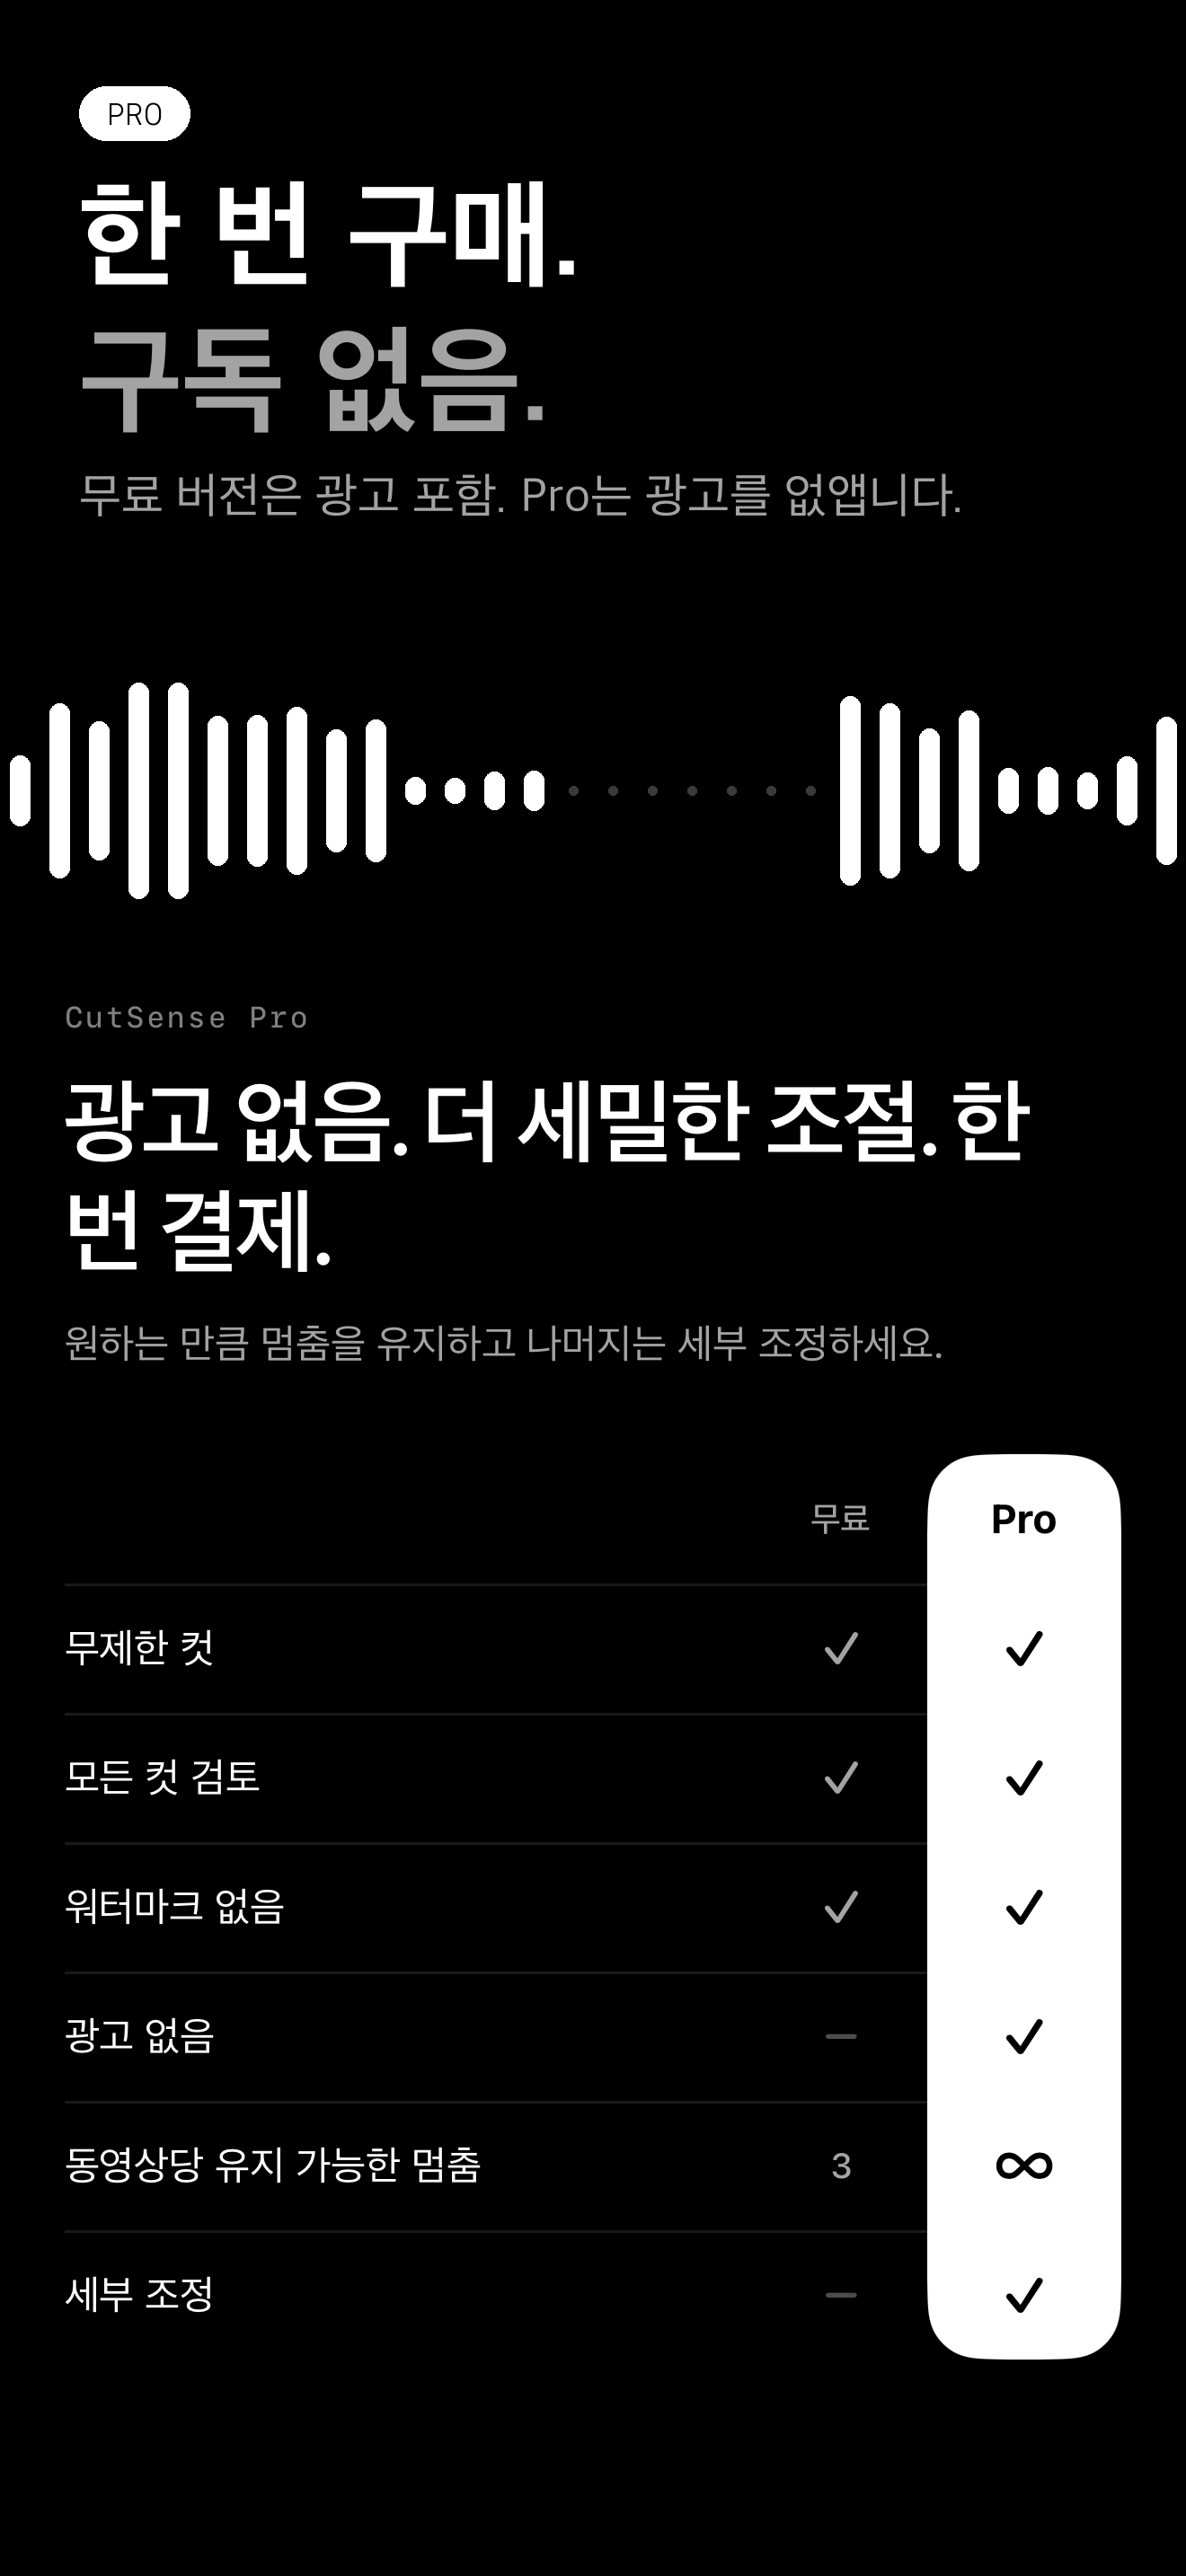 PRO
한 번 구매.
구독 없음.
무료 버전은 광고 포함. Pro는 광고를 없앱니다.
CutSense Pro
광고 없음. 더 세밀한 조절. 한
번 결제.
원하는 만큼 멈춤을 유지하고 나머지는 세부 조정하세요.
무료 Pro
무제한 컷
모든 컷 검토
워터마크 없음
광고 없음
동영상당 유지 가능한 멈춤 3 ∞
세부 조정